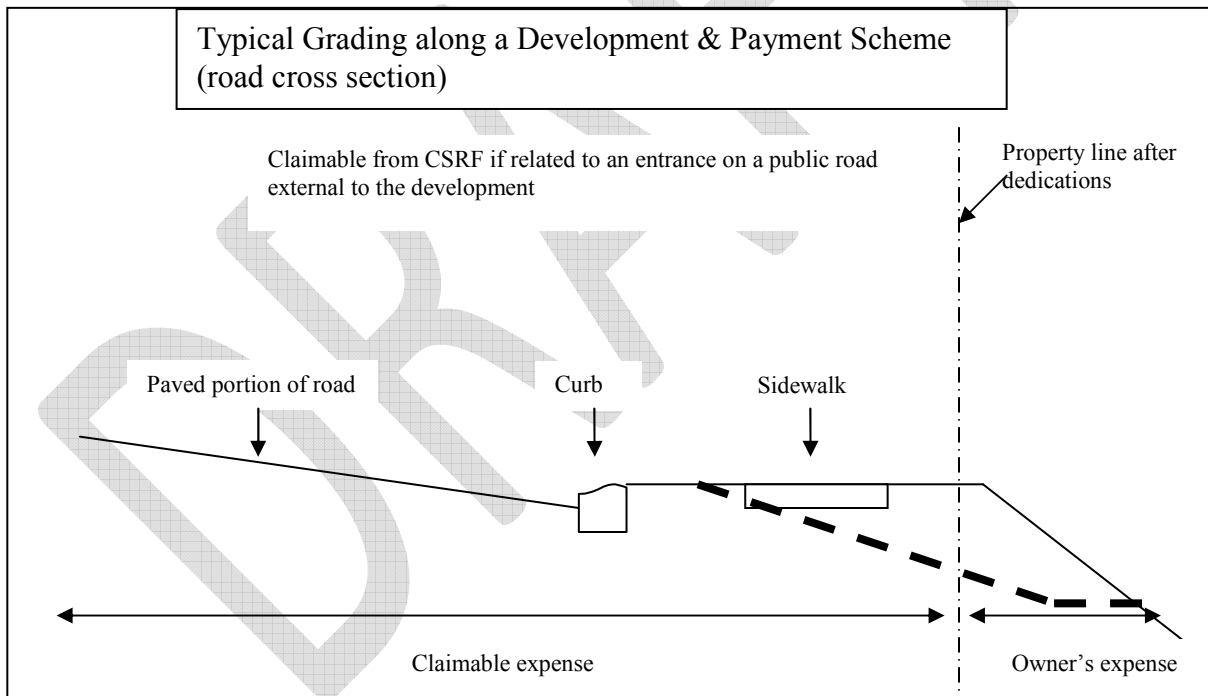 Typical Grading along a Development & Payment Scheme
(road cross section)
Claimable from CSRF if related to an entrance on a public road
external to the development
Property line after
dedications
Paved portion of road
Curb
Sidewalk
Claimable expense
Owner’s expense
DRAFT